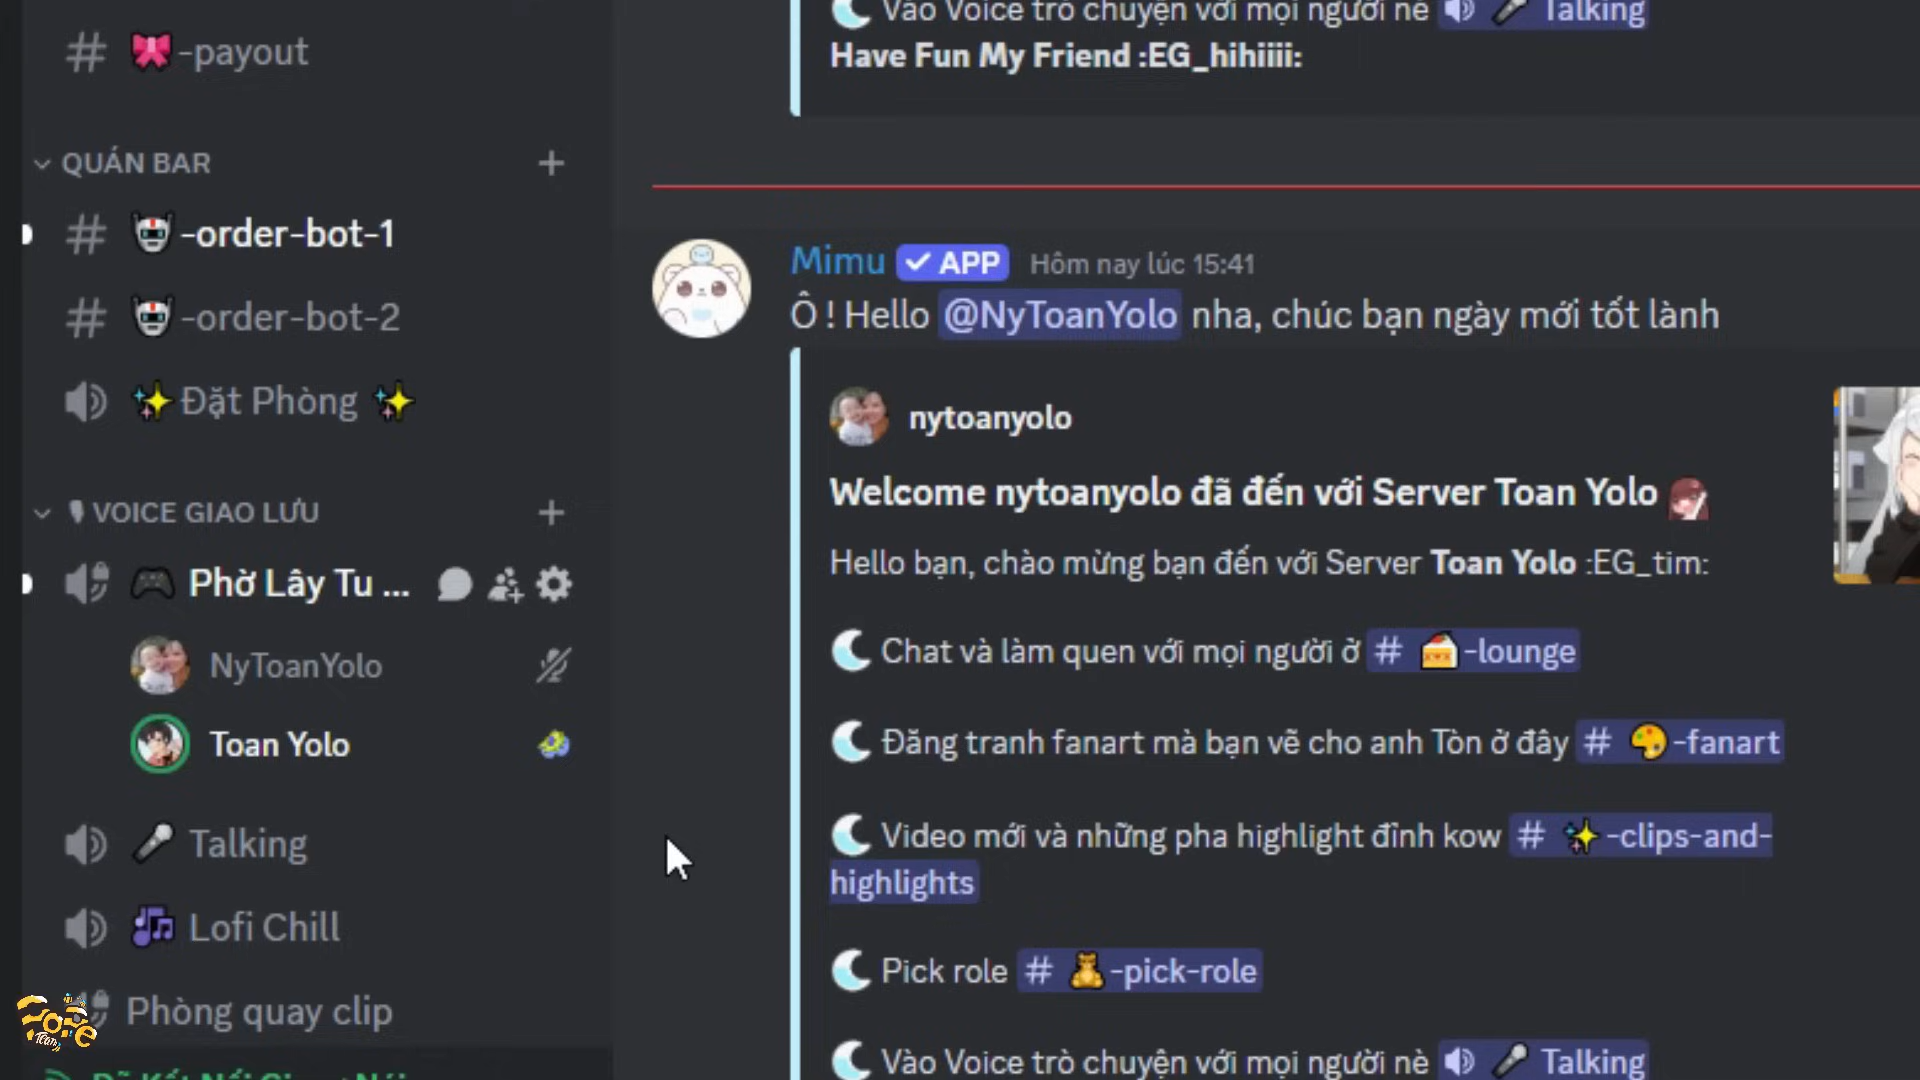 -payout
QUÁN BAR
-order-bot-1
-order-bot-2
Đặt Phòng
VOICE GIAO LƯU
Phờ Lây Tu ...
NyToanYolo
Toan Yolo
Talking
Lofi Chill
Phòng quay clip
Đã Kết Nối Giọng Nói
Vào Voice trò chuyện với mọi người nè Talking
Have Fun My Friend :EG_hihiiii:
Mimu APP Hôm nay lúc 15:41
Ô ! Hello @NyToanYolo nha, chúc bạn ngày mới tốt lành
nytoanyolo
Welcome nytoanyolo đã đến với Server Toan Yolo
Hello bạn, chào mừng bạn đến với Server Toan Yolo :EG_tim:
Chat và làm quen với mọi người ở # -lounge
Đăng tranh fanart mà bạn vẽ cho anh Tòn ở đây # -fanart
Video mới và những pha highlight đỉnh kow # -clips-and-
highlights
Pick role # -pick-role
Vào Voice trò chuyện với mọi người nè Talking